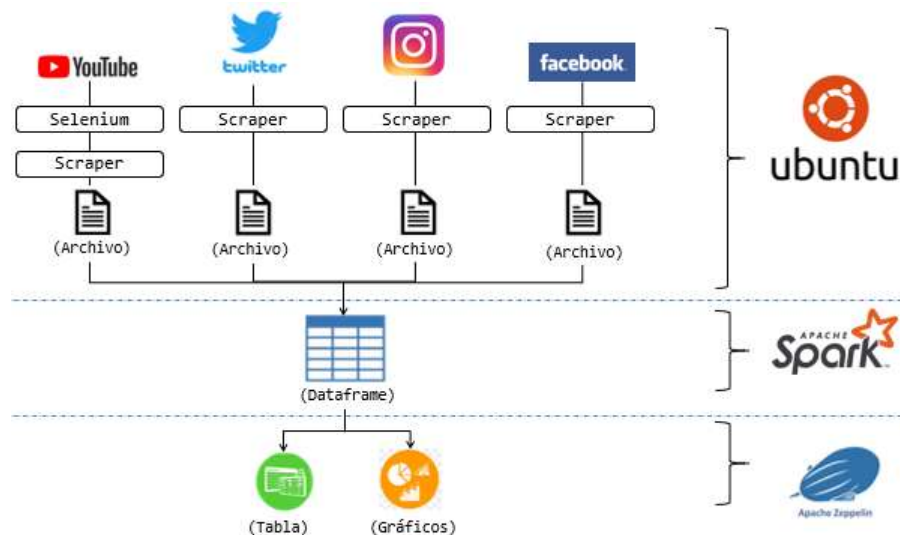 YouTube
twitter
facebook
Selenium
Scraper
Scraper
Scraper
Scraper
ubuntu
(Archivo)
(Archivo)
(Archivo)
(Archivo)
APACHE
Spark
(Dataframe)
(Tabla)
(Gráficos)
Apache Zeppelin